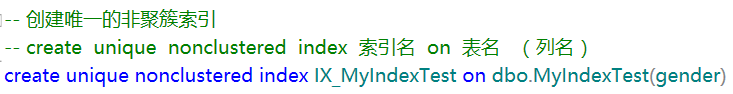 -- 创建唯一的非聚簇索引
-- create  unique  nonclustered  index  索引名  on  表名  （列名）
create unique nonclustered index IX_MyIndexTest on dbo.MyIndexTest(gender)